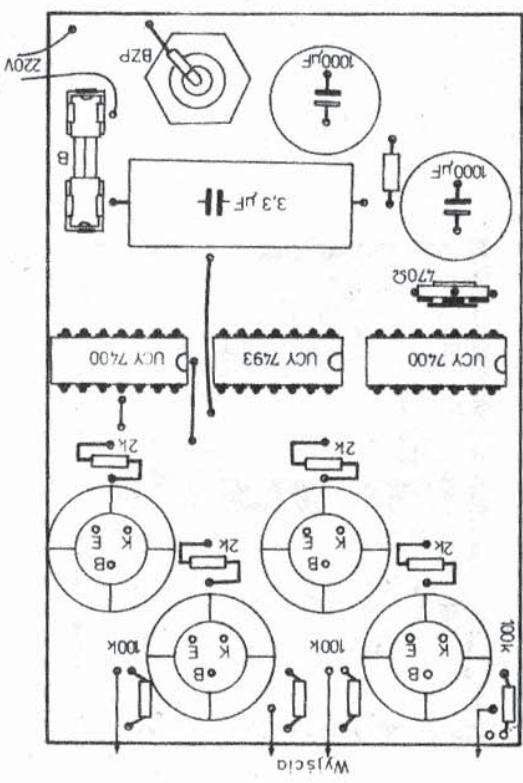 Wyjścia
100k
100k
100k
B
K E
B
K E
2k
2k
B
K E
B
K E
2k
2k
UCY 7400
UCY 7493
UCY 7400
470Ω
3,3 µF
1000µF
B
1000µF
BZP
220V